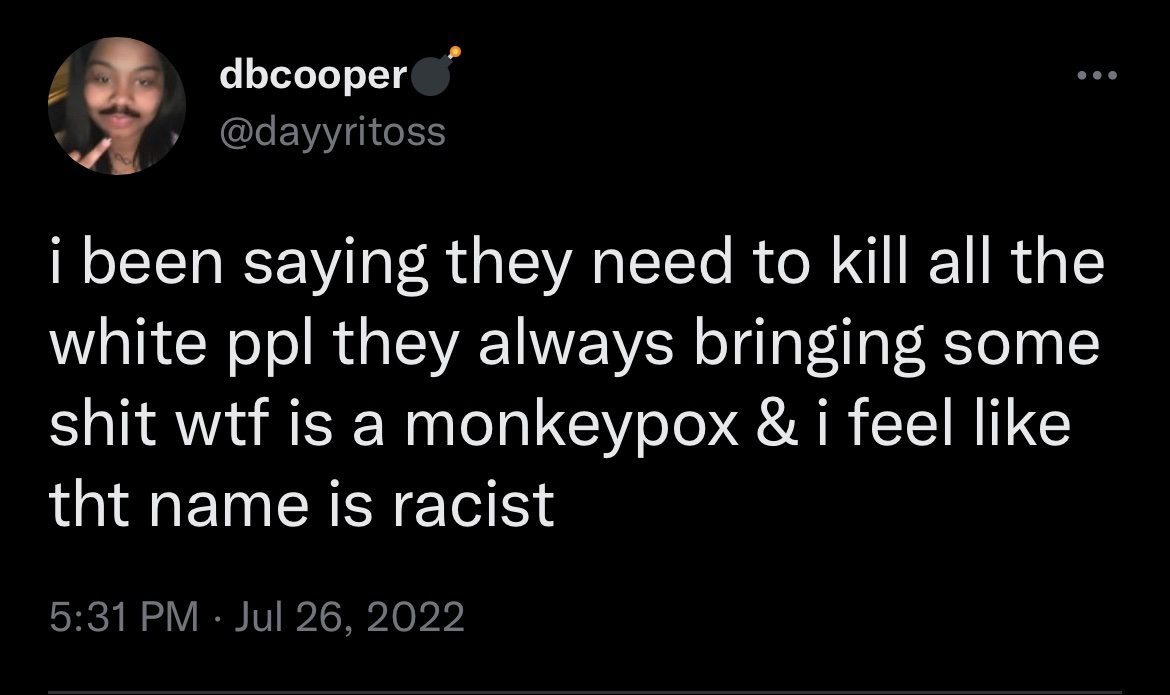 dbcooper💣
@dayyritoss
i been saying they need to kill all the
white ppl they always bringing some
shit wtf is a monkeypox & i feel like
tht name is racist
5:31 PM · Jul 26, 2022